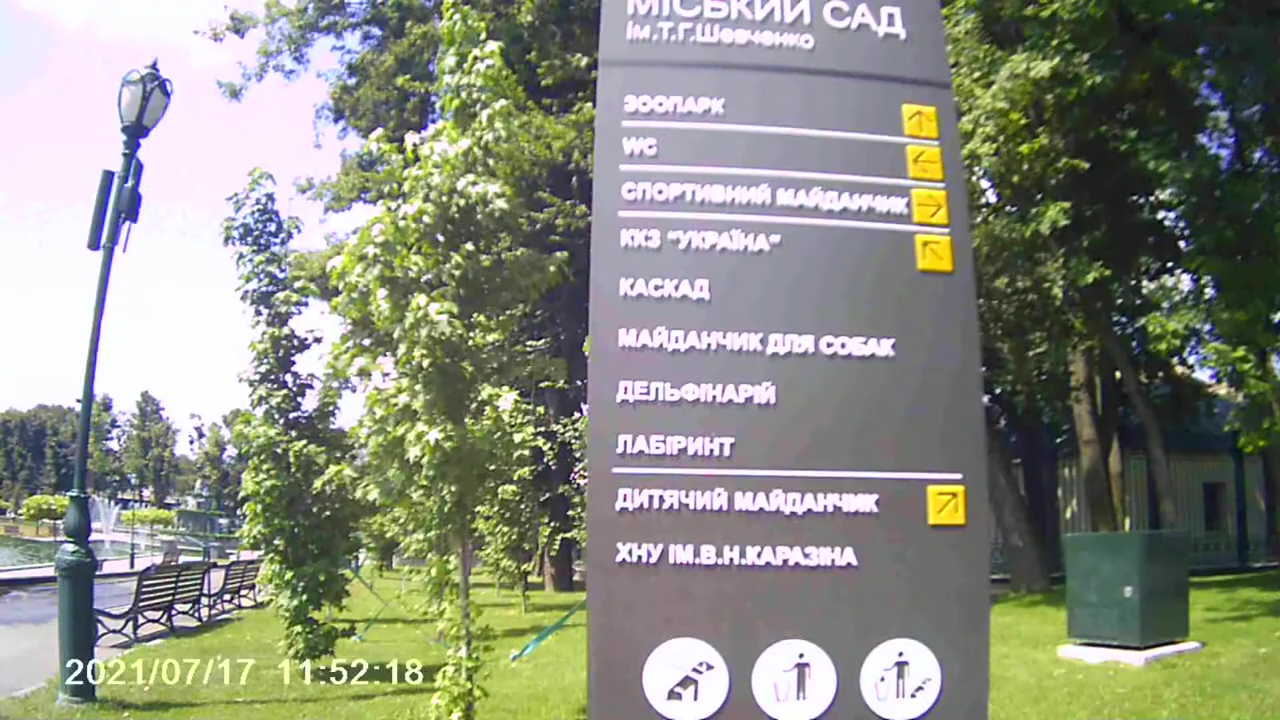 МІСЬКИЙ САД
ім.Т.Г.Шевченко
ЗООПАРК
WC
СПОРТИВНИЙ МАЙДАНЧИК
ККЗ "УКРАЇНА"
КАСКАД
МАЙДАНЧИК ДЛЯ СОБАК
ДЕЛЬФІНАРІЙ
ЛАБІРИНТ
ДИТЯЧИЙ МАЙДАНЧИК
ХНУ ІМ.В.Н.КАРАЗІНА
2021/07/17 11:52:18